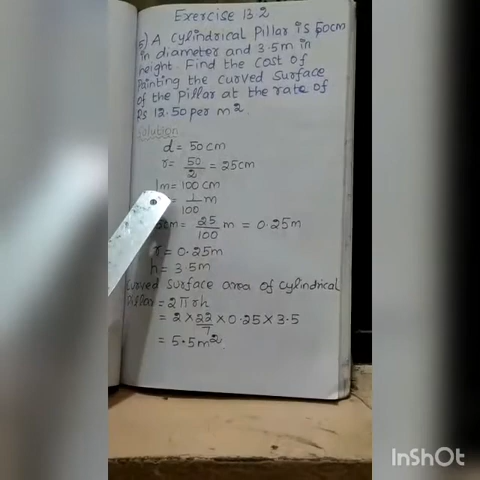 Exercise 13.2
5) A cylindrical Pillar is 50cm
in diameter and 3.5m in
height. Find the cost of
Painting the curved surface
of the Pillar at the rate of
Rs 12.50 per m².
Solution
d = 50cm
r = 50/2 = 25cm
1m = 100cm
= 1/100 m
cm = 25/100 m = 0.25m
r = 0.25m
h = 3.5m
Curved surface area of cylindrical
Pillar = 2πrh
= 2 × 22/7 × 0.25 × 3.5
= 5.5m²
InShOt